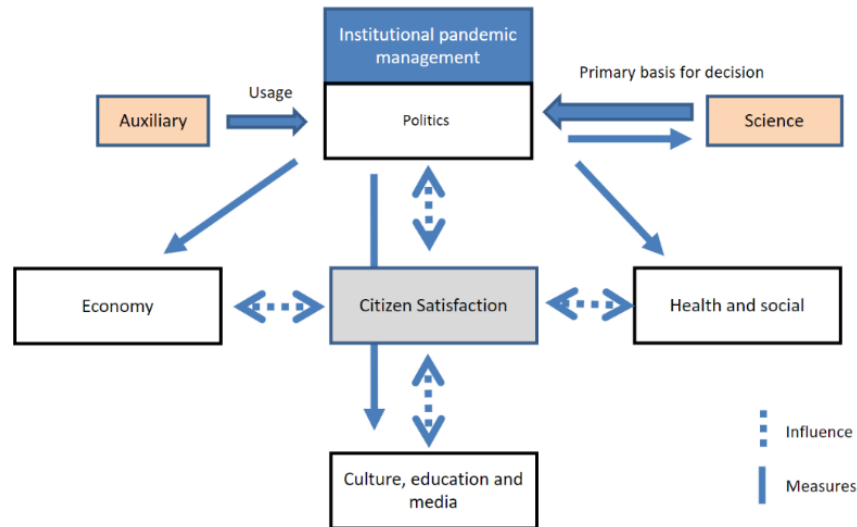 Institutional pandemic
management
Primary basis for decision
Usage
Auxiliary
Politics
Science
Economy
Citizen Satisfaction
Health and social
Influence
Culture, education and
media
Measures